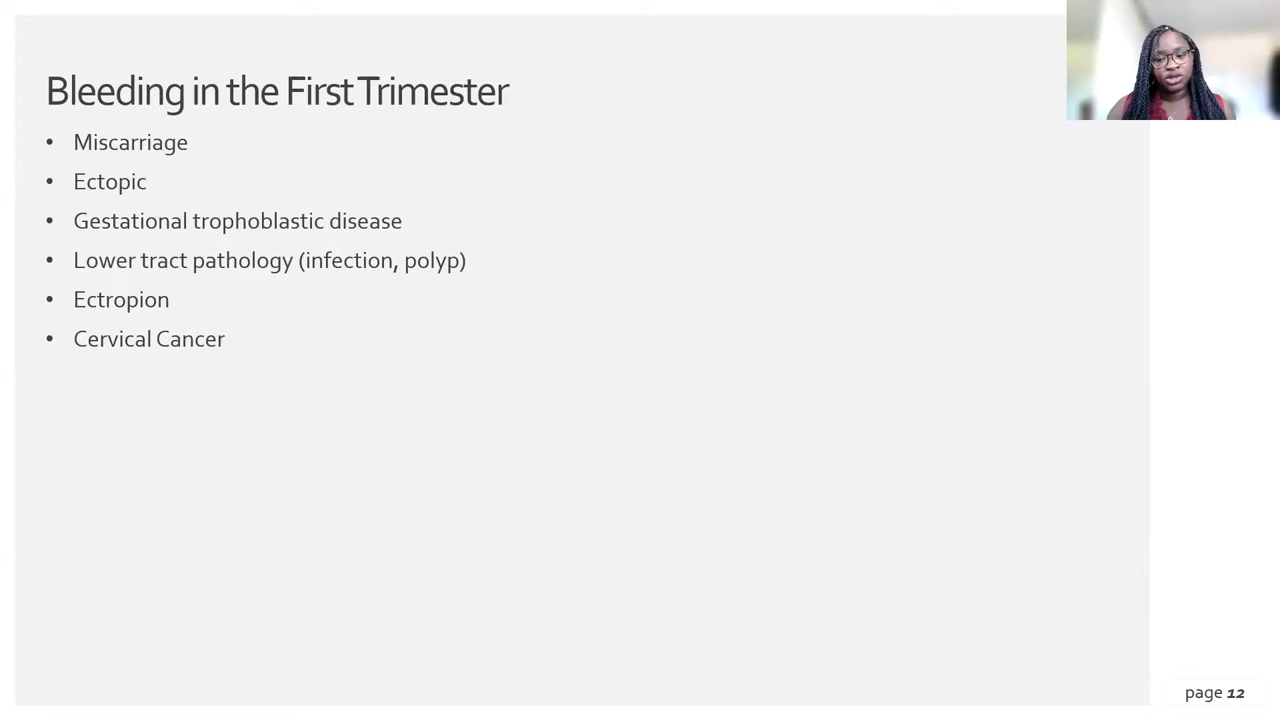 Bleeding in the First Trimester
• Miscarriage
• Ectopic
• Gestational trophoblastic disease
• Lower tract pathology (infection, polyp)
• Ectropion
• Cervical Cancer
page 12